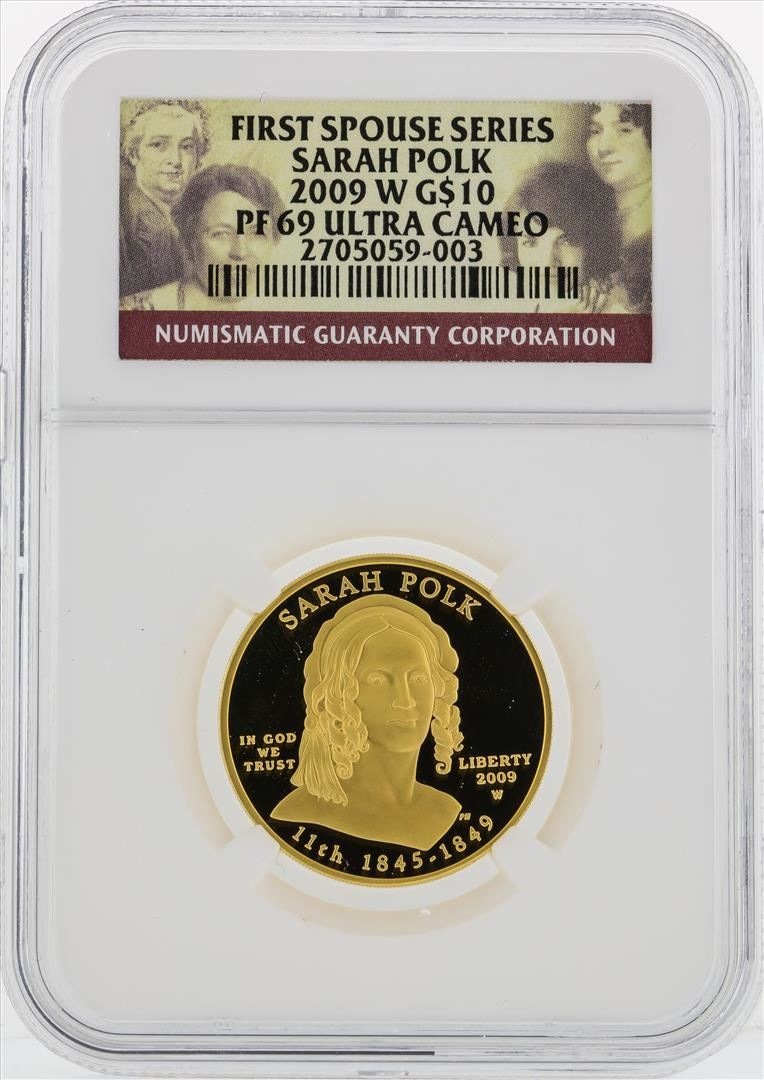 FIRST SPOUSE SERIES
SARAH POLK
2009 W G$10
PF 69 ULTRA CAMEO
2705059-003
NUMISMATIC GUARANTY CORPORATION
SARAH POLK
IN GOD
WE
TRUST
LIBERTY
2009
W
PH
11th 1845-1849